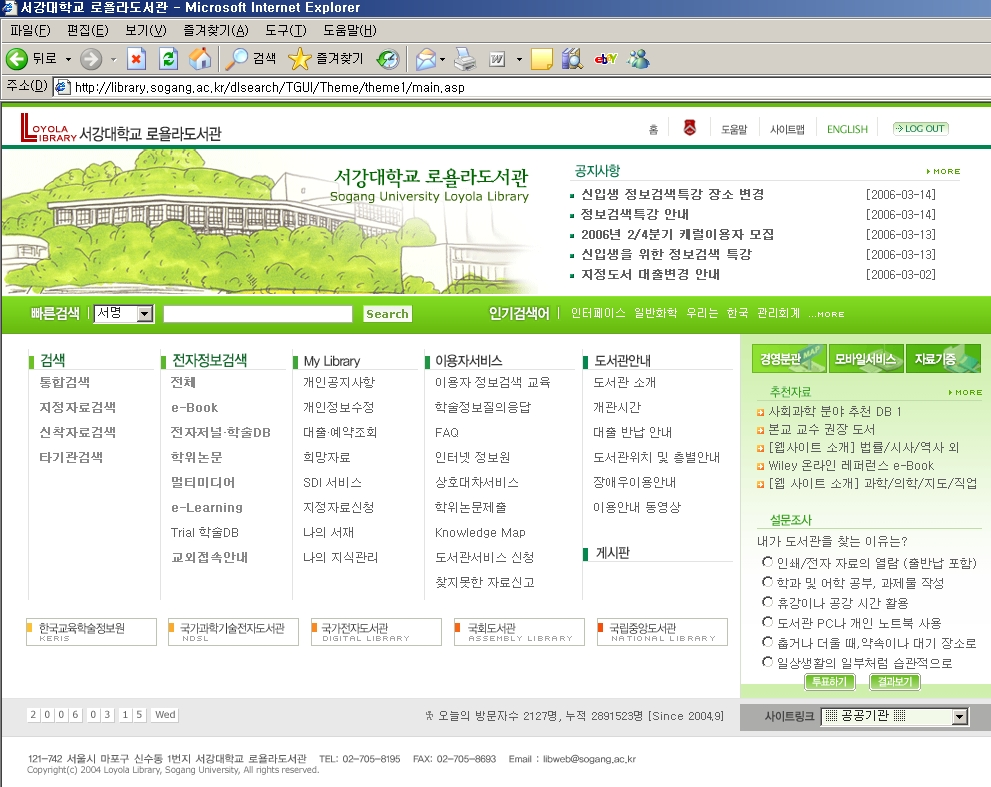 서강대학교 로욜라도서관 - Microsoft Internet Explorer
파일(F) 편집(E) 보기(V) 즐겨찾기(A) 도구(T) 도움말(H)
뒤로 검색 즐겨찾기 W ebY
주소(D) http://library.sogang.ac.kr/dlsearch/TGUI/Theme/theme1/main.asp
LOYOLA LIBRARY 서강대학교 로욜라도서관
홈 도움말 사이트맵 ENGLISH LOG OUT
서강대학교 로욜라도서관
Sogang University Loyola Library
공지사항 MORE
신입생 정보검색특강 장소 변경 [2006-03-14]
정보검색특강 안내 [2006-03-14]
2006년 2/4분기 캐럴이용자 모집 [2006-03-13]
신입생을 위한 정보검색 특강 [2006-03-13]
지정도서 대출변경 안내 [2006-03-02]
빠른검색 서명 Search 인기검색어 인터페이스 일반화학 우리는 한국 관리회계 ...MORE
검색
통합검색
지정자료검색
신착자료검색
타기관검색
전자정보검색
전체
e-Book
전자저널·학술DB
학위논문
멀티미디어
e-Learning
Trial 학술DB
교외접속안내
My Library
개인공지사항
개인정보수정
대출·예약조회
희망자료
SDI 서비스
지정자료신청
나의 서재
나의 지식관리
이용자서비스
이용자 정보검색 교육
학술정보질의응답
FAQ
인터넷 정보원
상호대차서비스
학위논문제출
Knowledge Map
도서관서비스 신청
찾지못한 자료신고
도서관안내
도서관 소개
개관시간
대출 반납 안내
도서관위치 및 층별안내
장애우이용안내
이용안내 동영상
게시판
경영분관 MAP 모바일서비스 자료기증
추천자료 MORE
사회과학 분야 추천 DB 1
본교 교수 권장 도서
[웹사이트 소개] 법률/시사/역사 외
Wiley 온라인 레퍼런스 e-Book
[웹 사이트 소개] 과학/의학/지도/직업
설문조사
내가 도서관을 찾는 이유는?
인쇄/전자 자료의 열람 (출반납 포함)
학과 및 어학 공부, 과제물 작성
휴강이나 공강 시간 활용
도서관 PC나 개인 노트북 사용
춥거나 더울 때,약속이나 대기 장소로
일상생활의 일부처럼 습관적으로
투표하기 결과보기
한국교육학술정보원 KERIS
국가과학기술전자도서관 NDSL
국가전자도서관 DIGITAL LIBRARY
국회도서관 ASSEMBLY LIBRARY
국립중앙도서관 NATIONAL LIBRARY
2006 03 15 Wed
오늘의 방문자수 2127명, 누적 2891523명 [Since 2004.9]
사이트링크 ▒ 공공기관 ▒
121-742 서울시 마포구 신수동 1번지 서강대학교 로욜라도서관 TEL: 02-705-8195 FAX: 02-705-8693 Email : libweb@sogang.ac.kr
Copyright(c) 2004 Loyola Library, Sogang University, All rights reserved.